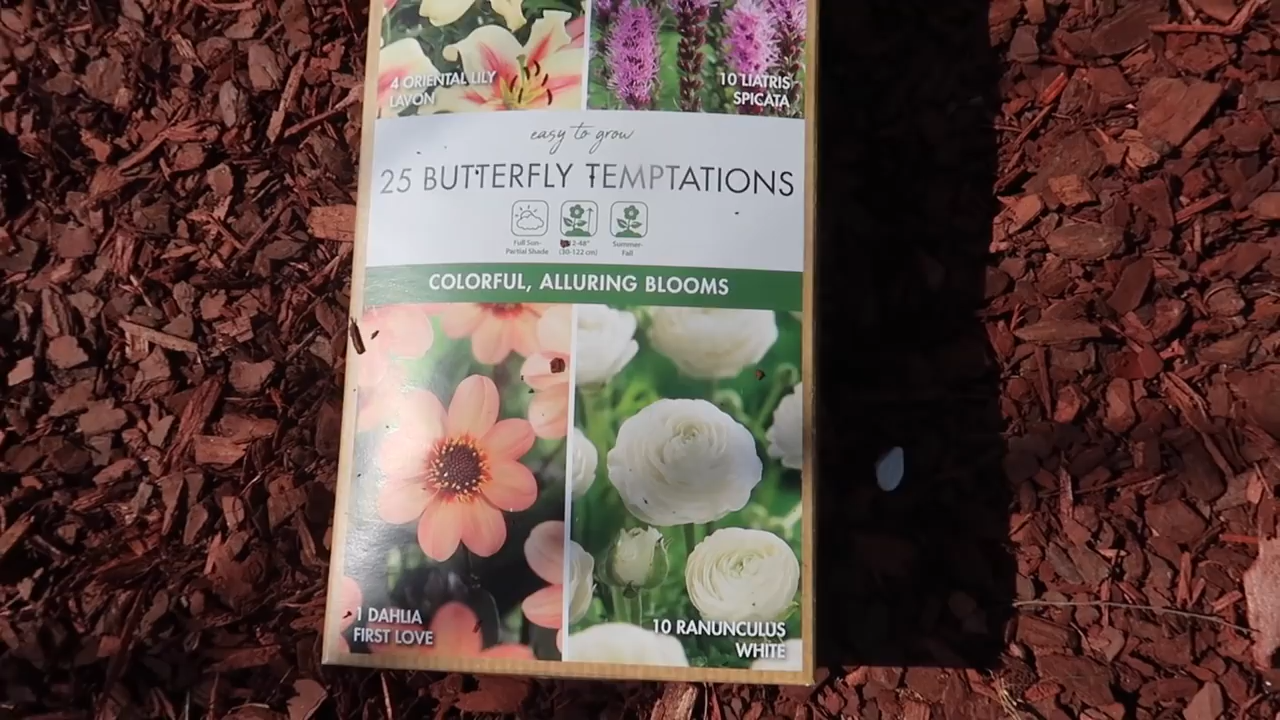 4 ORIENTAL LILY
LAVON
10 LIATRIS
SPICATA
easy to grow
25 BUTTERFLY TEMPTATIONS
Full Sun-
Partial Shade
2-48"
(30-122 cm)
Summer-
Fall
COLORFUL, ALLURING BLOOMS
1 DAHLIA
FIRST LOVE
10 RANUNCULUS
WHITE